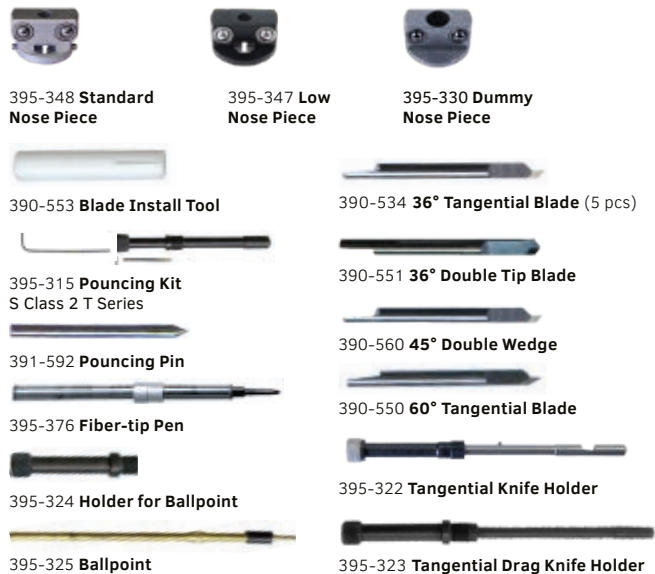 395-348 Standard
Nose Piece
395-347 Low
Nose Piece
395-330 Dummy
Nose Piece
390-553 Blade Install Tool
395-315 Pouncing Kit
S Class 2 T Series
391-592 Pouncing Pin
395-376 Fiber-tip Pen
395-324 Holder for Ballpoint
395-325 Ballpoint
390-534 36° Tangential Blade (5 pcs)
390-551 36° Double Tip Blade
390-560 45° Double Wedge
390-550 60° Tangential Blade
395-322 Tangential Knife Holder
395-323 Tangential Drag Knife Holder